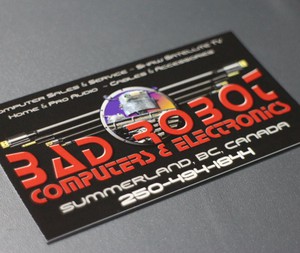 Computer Sales & Service - Shaw Satellite TV
Home & Pro Audio - Cables & Accessories
BAD ROBOT
COMPUTERS & ELECTRONICS
SUMMERLAND, BC, CANADA
250-494-1844